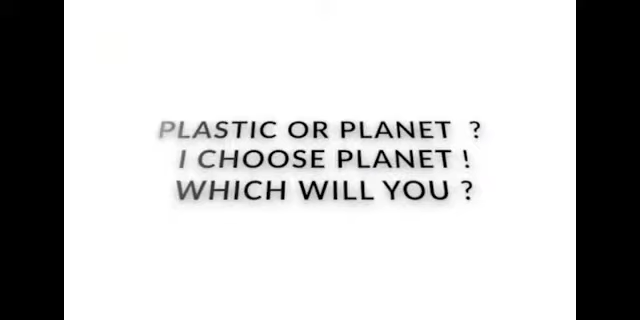 PLASTIC OR PLANET ?
I CHOOSE PLANET !
WHICH WILL YOU ?